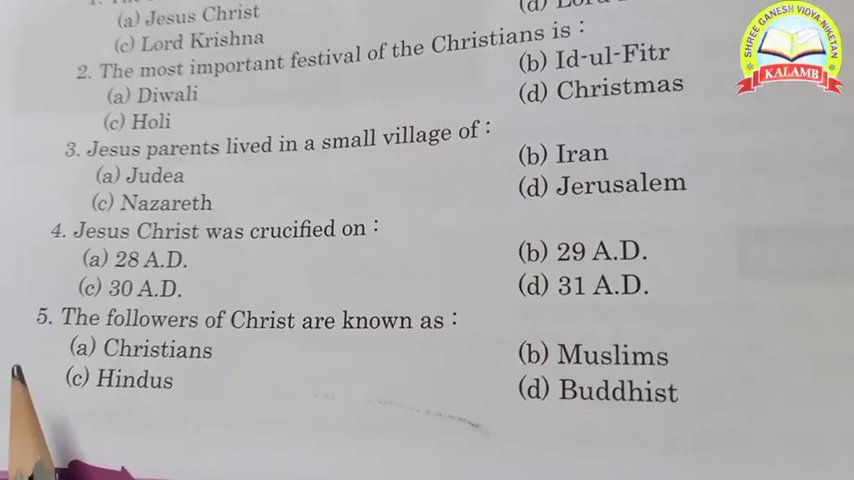 (a) Jesus Christ
(d) Lord
(c) Lord Krishna
2. The most important festival of the Christians is :
(a) Diwali
(b) Id-ul-Fitr
(c) Holi
(d) Christmas
3. Jesus parents lived in a small village of :
(a) Judea
(b) Iran
(c) Nazareth
(d) Jerusalem
4. Jesus Christ was crucified on :
(a) 28 A.D.
(b) 29 A.D.
(c) 30 A.D.
(d) 31 A.D.
5. The followers of Christ are known as :
(a) Christians
(b) Muslims
(c) Hindus
(d) Buddhist
SHREE GANESH VIDYA NIKETAN
KALAMB